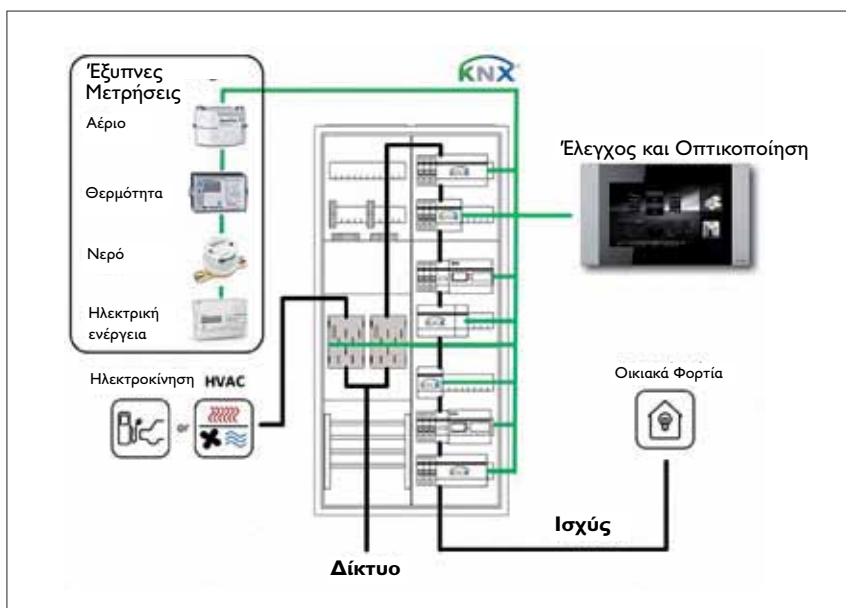 Έξυπνες
Μετρήσεις
Αέριο
Θερμότητα
Νερό
Ηλεκτρική
ενέργεια
KNX
Έλεγχος και Οπτικοποίηση
Ηλεκτροκίνηση HVAC
or
Οικιακά Φορτία
Ισχύς
Δίκτυο